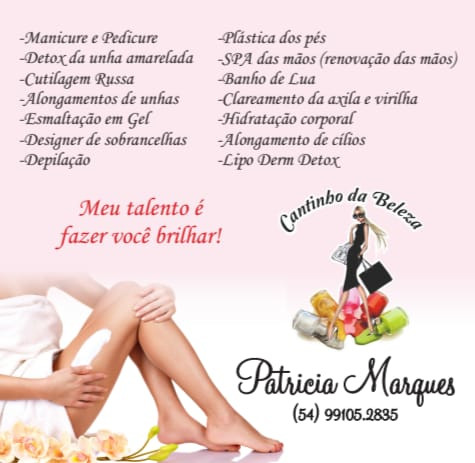 -Manicure e Pedicure
-Detox da unha amarelada
-Cutilagem Russa
-Alongamentos de unhas
-Esmaltação em Gel
-Designer de sobrancelhas
-Depilação
-Plástica dos pés
-SPA das mãos (renovação das mãos)
-Banho de Lua
-Clareamento da axila e virilha
-Hidratação corporal
-Alongamento de cílios
-Lipo Derm Detox
Meu talento é
fazer você brilhar!
Cantinho da Beleza
Patricia Marques
(54) 99105.2835